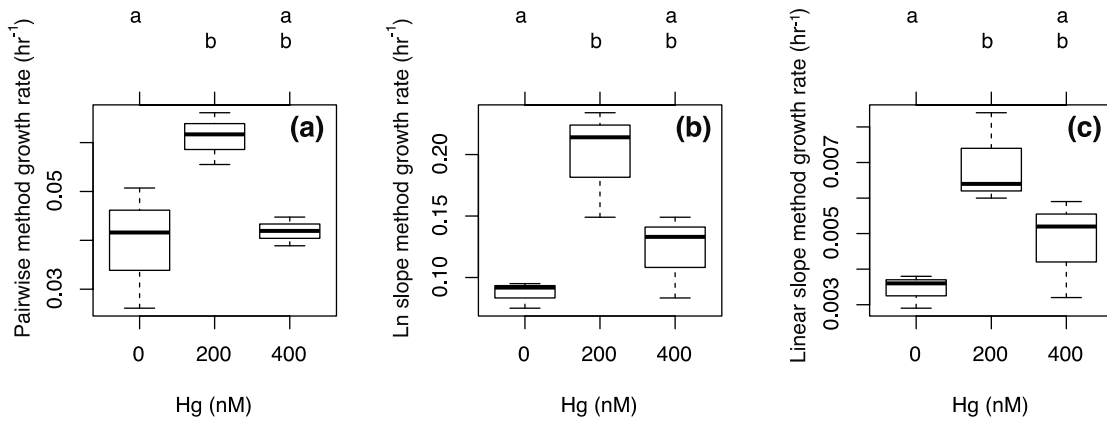 a a
b b
Pairwise method growth rate (hr⁻¹)
(a)
0.05
0.03
0 200 400
Hg (nM)
a a
b b
Ln slope method growth rate (hr⁻¹)
(b)
0.20
0.15
0.10
0 200 400
Hg (nM)
a a
b b
Linear slope method growth rate (hr⁻¹)
(c)
0.007
0.005
0.003
0 200 400
Hg (nM)